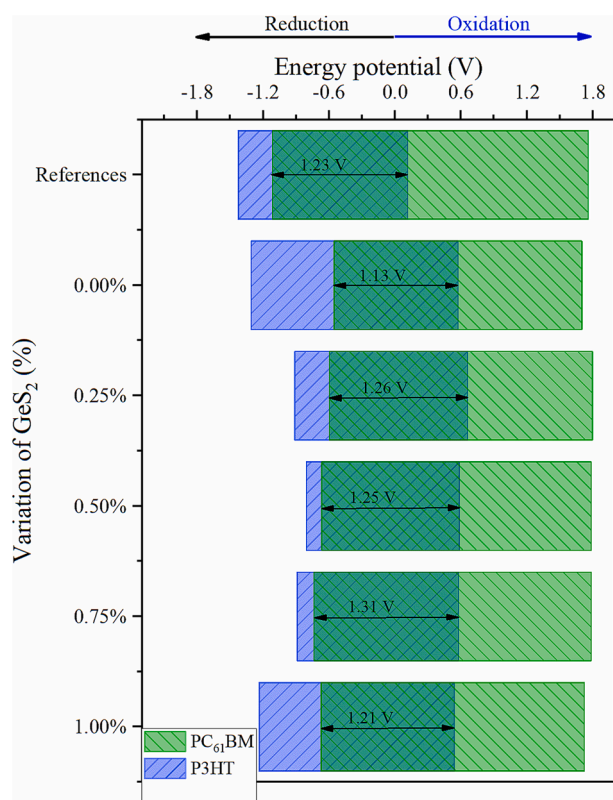 Reduction Oxidation
Energy potential (V)
-1.8 -1.2 -0.6 0.0 0.6 1.2 1.8
Variation of GeS₂ (%)
References
1.23 V
0.00%
1.13 V
0.25%
1.26 V
0.50%
1.25 V
0.75%
1.31 V
1.00%
1.21 V
PC₆₁BM
P3HT